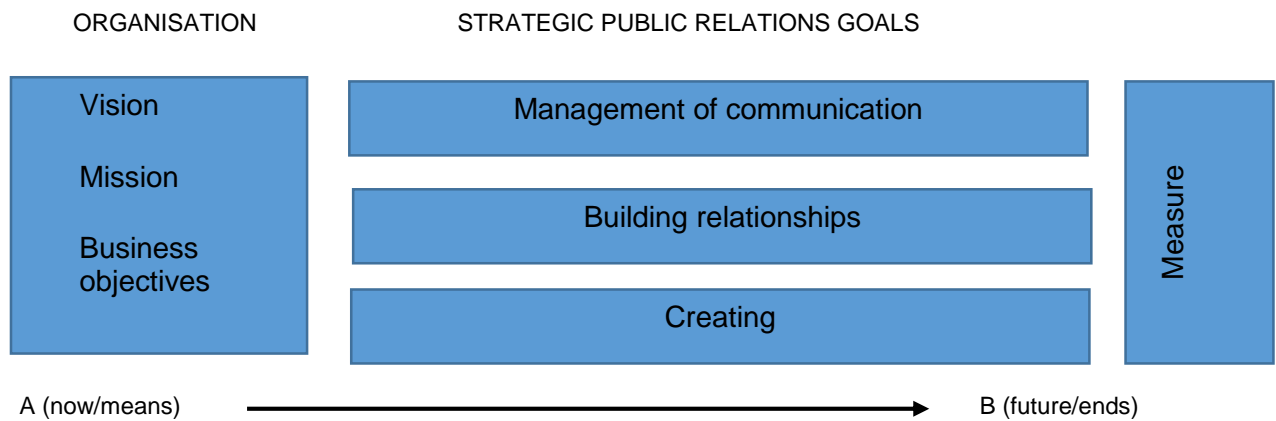 ORGANISATION
STRATEGIC PUBLIC RELATIONS GOALS
Vision
Mission
Business
objectives
Management of communication
Building relationships
Creating
Measure
A (now/means)
B (future/ends)